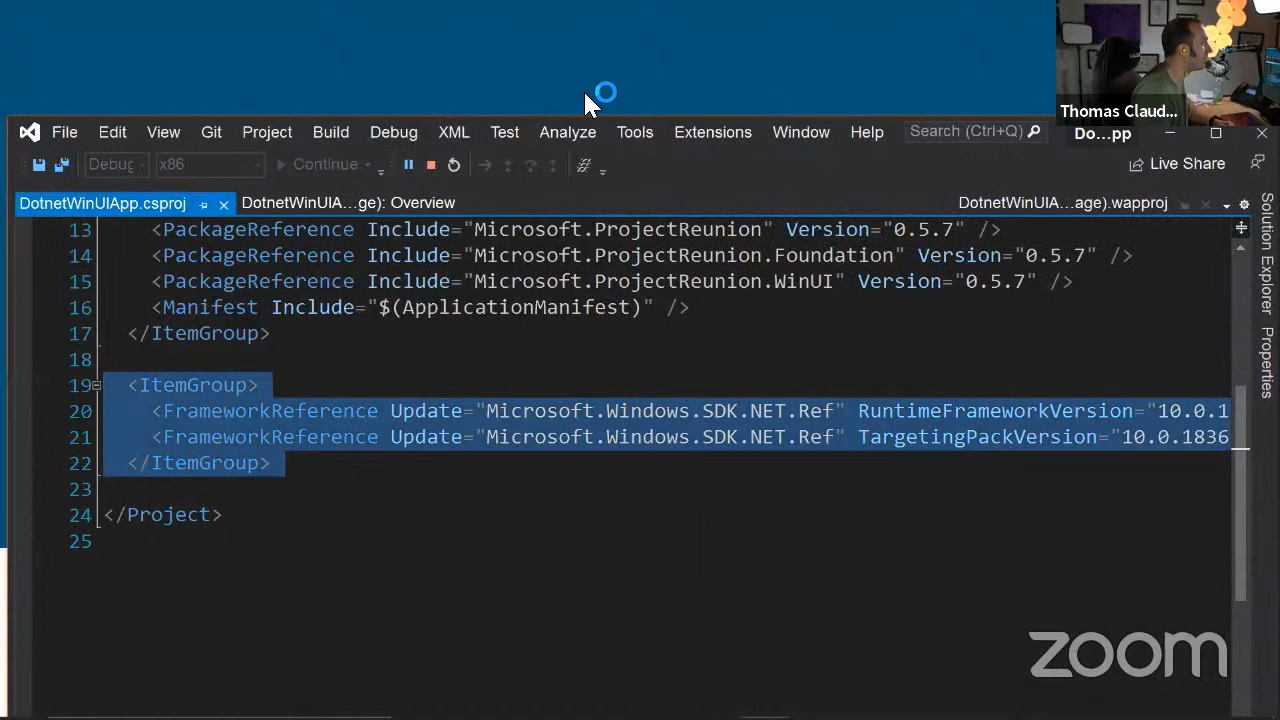 Thomas Claud...
File Edit View Git Project Build Debug XML Test Analyze Tools Extensions Window Help Search (Ctrl+Q) Do...pp
Debug x86 Continue Live Share
DotnetWinUIApp.csproj DotnetWinUIA...ge): Overview DotnetWinUIA...age).wapproj
13 <PackageReference Include="Microsoft.ProjectReunion" Version="0.5.7" />
14 <PackageReference Include="Microsoft.ProjectReunion.Foundation" Version="0.5.7" />
15 <PackageReference Include="Microsoft.ProjectReunion.WinUI" Version="0.5.7" />
16 <Manifest Include="$(ApplicationManifest)" />
17 </ItemGroup>
18
19 <ItemGroup>
20 <FrameworkReference Update="Microsoft.Windows.SDK.NET.Ref" RuntimeFrameworkVersion="10.0.1
21 <FrameworkReference Update="Microsoft.Windows.SDK.NET.Ref" TargetingPackVersion="10.0.1836
22 </ItemGroup>
23
24 </Project>
25
Solution Explorer
Properties
zoom